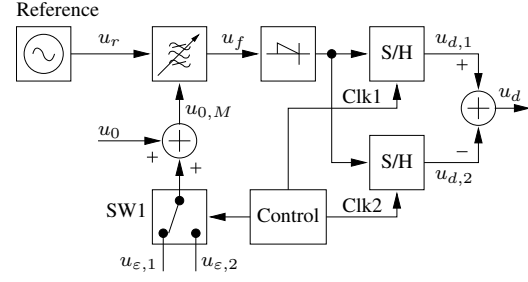 Reference
u_r
u_f
S/H
u_{d,1}
+
Clk1
u_{0,M}
u_0
+
+
u_d
−
S/H
u_{d,2}
SW1
Control
Clk2
u_{ε,1}
u_{ε,2}